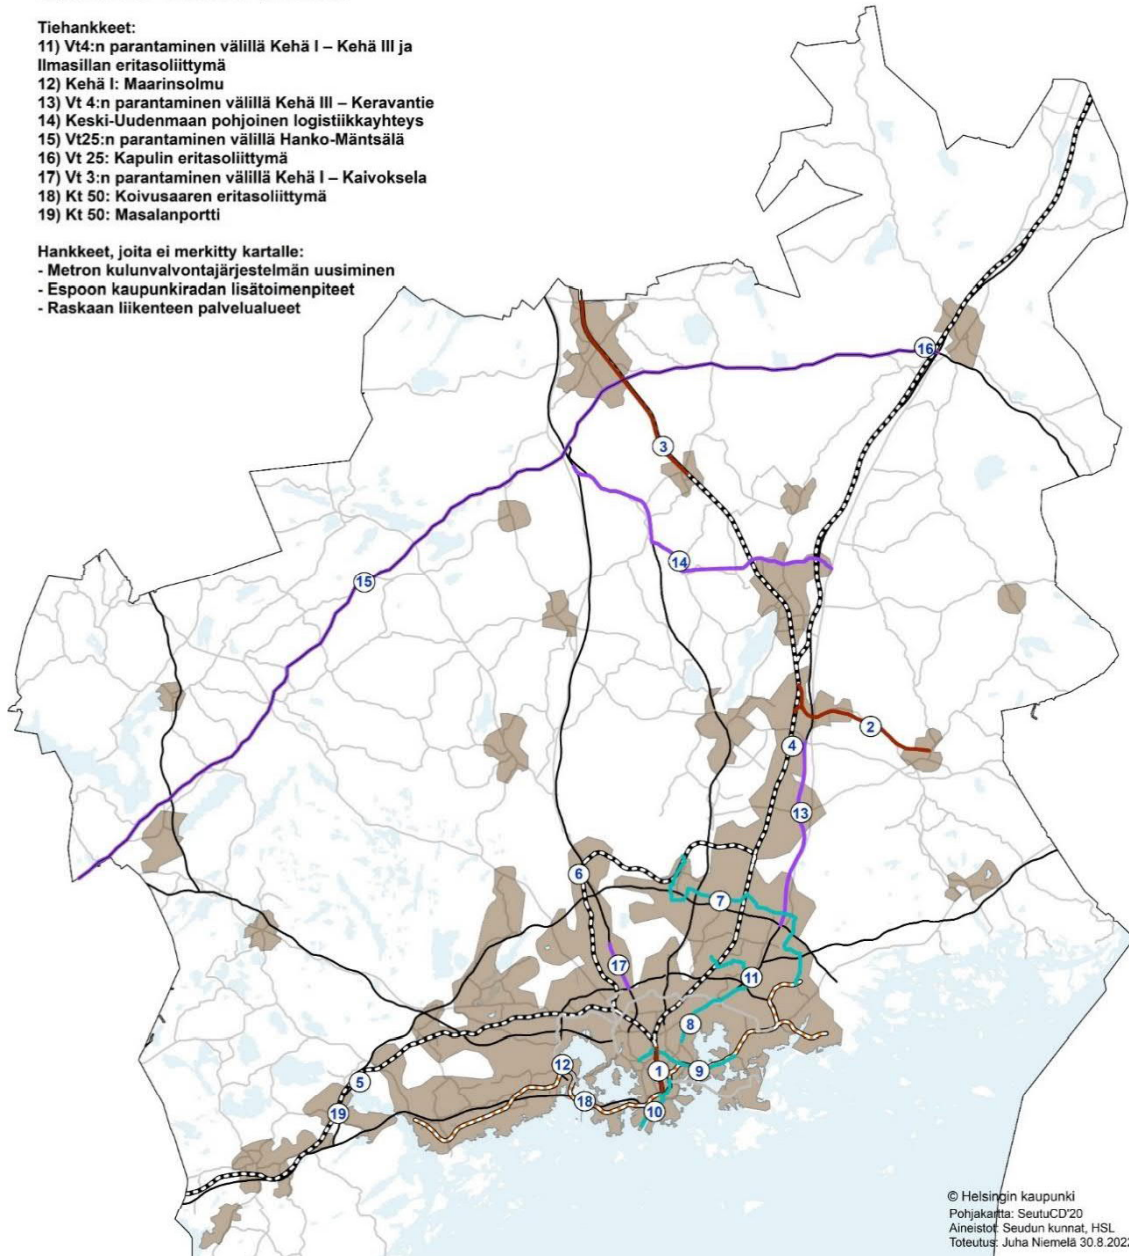 Tiehankkeet:
11) Vt4:n parantaminen välillä Kehä I – Kehä III ja
Ilmasillan eritasoliittymä
12) Kehä I: Maarinsolmu
13) Vt 4:n parantaminen välillä Kehä III – Keravantie
14) Keski-Uudenmaan pohjoinen logistiikkayhteys
15) Vt25:n parantaminen välillä Hanko-Mäntsälä
16) Vt 25: Kapulin eritasoliittymä
17) Vt 3:n parantaminen välillä Kehä I – Kaivoksela
18) Kt 50: Koivusaaren eritasoliittymä
19) Kt 50: Masalanportti
Hankkeet, joita ei merkitty kartalle:
- Metron kulunvalvontajärjestelmän uusiminen
- Espoon kaupunkiradan lisätoimenpiteet
- Raskaan liikenteen palvelualueet
16
3
14
15
2
4
13
6
7
17
11
8
12
1
9
5
18
10
19
© Helsingin kaupunki
Pohjakartta: SeutuCD'20
Aineistot: Seudun kunnat, HSL
Toteutus: Juha Niemelä 30.8.2022